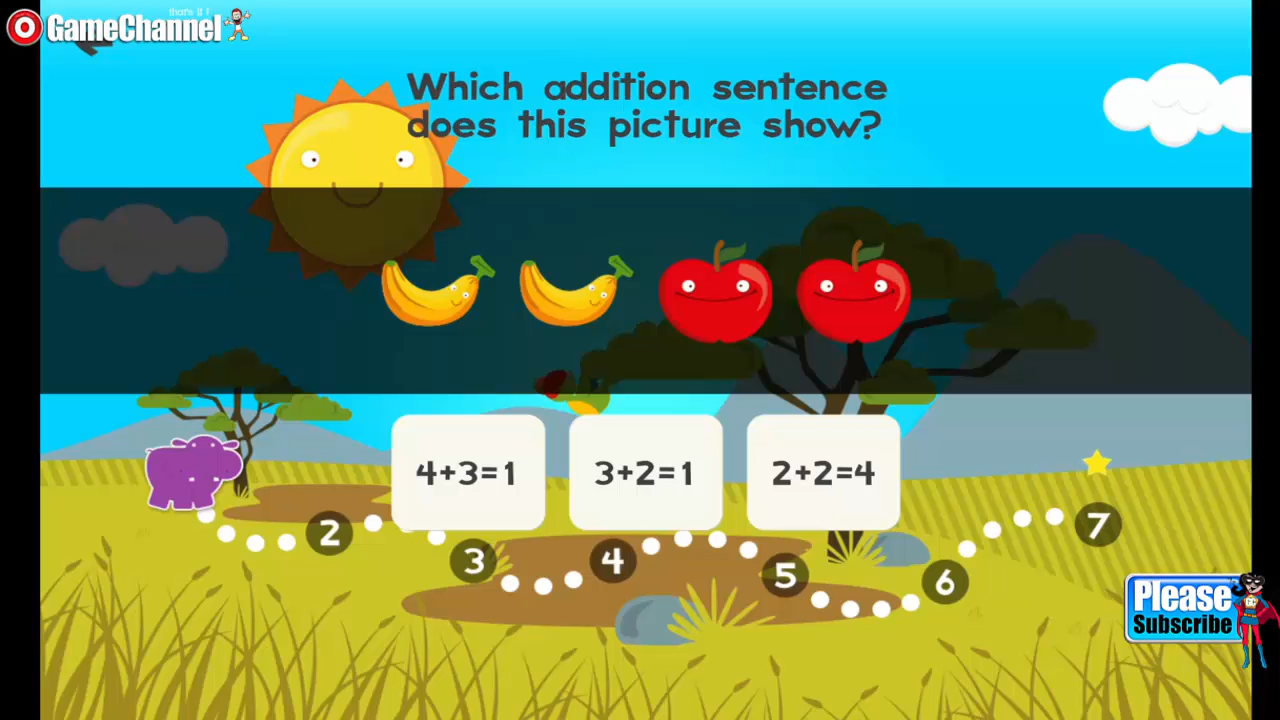 that's it !
GameChannel
Which addition sentence
does this picture show?
4+3=1
3+2=1
2+2=4
2
3
4
5
6
7
Please
Subscribe